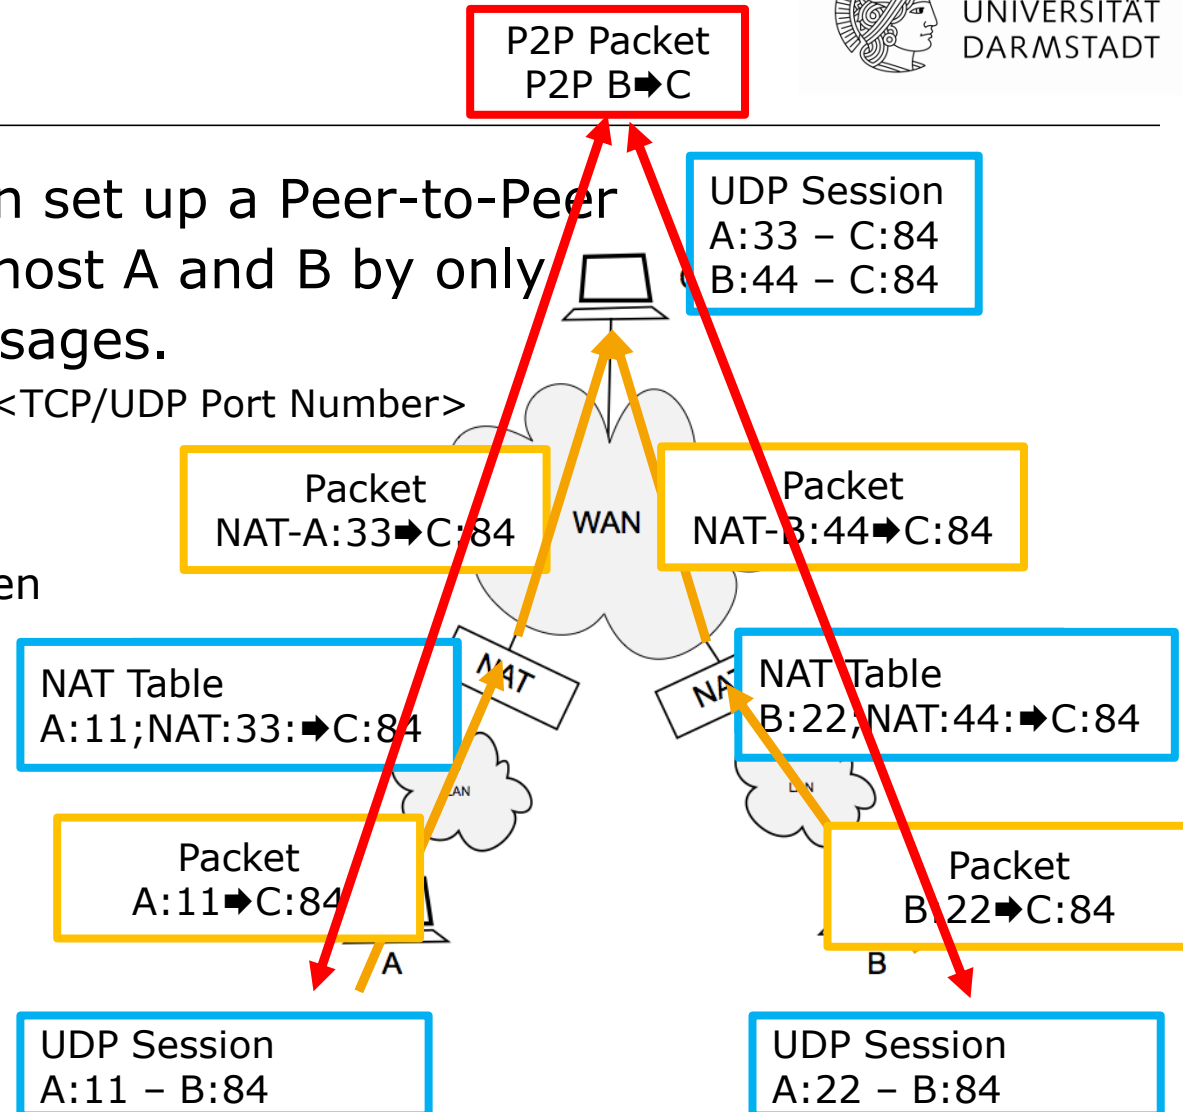 UNIVERSITÄT
DARMSTADT
P2P Packet
P2P B➡C
n set up a Peer-to-Peer
host A and B by only
sages.
<TCP/UDP Port Number>
en
UDP Session
A:33 – C:84
B:44 – C:84
Packet
NAT-A:33➡C:84
WAN
Packet
NAT-B:44➡C:84
NAT Table
A:11;NAT:33:➡C:84
NAT
NAT
NAT Table
B:22;NAT:44:➡C:84
LAN
LAN
Packet
A:11➡C:84
Packet
B:22➡C:84
A
B
UDP Session
A:11 – B:84
UDP Session
A:22 – B:84